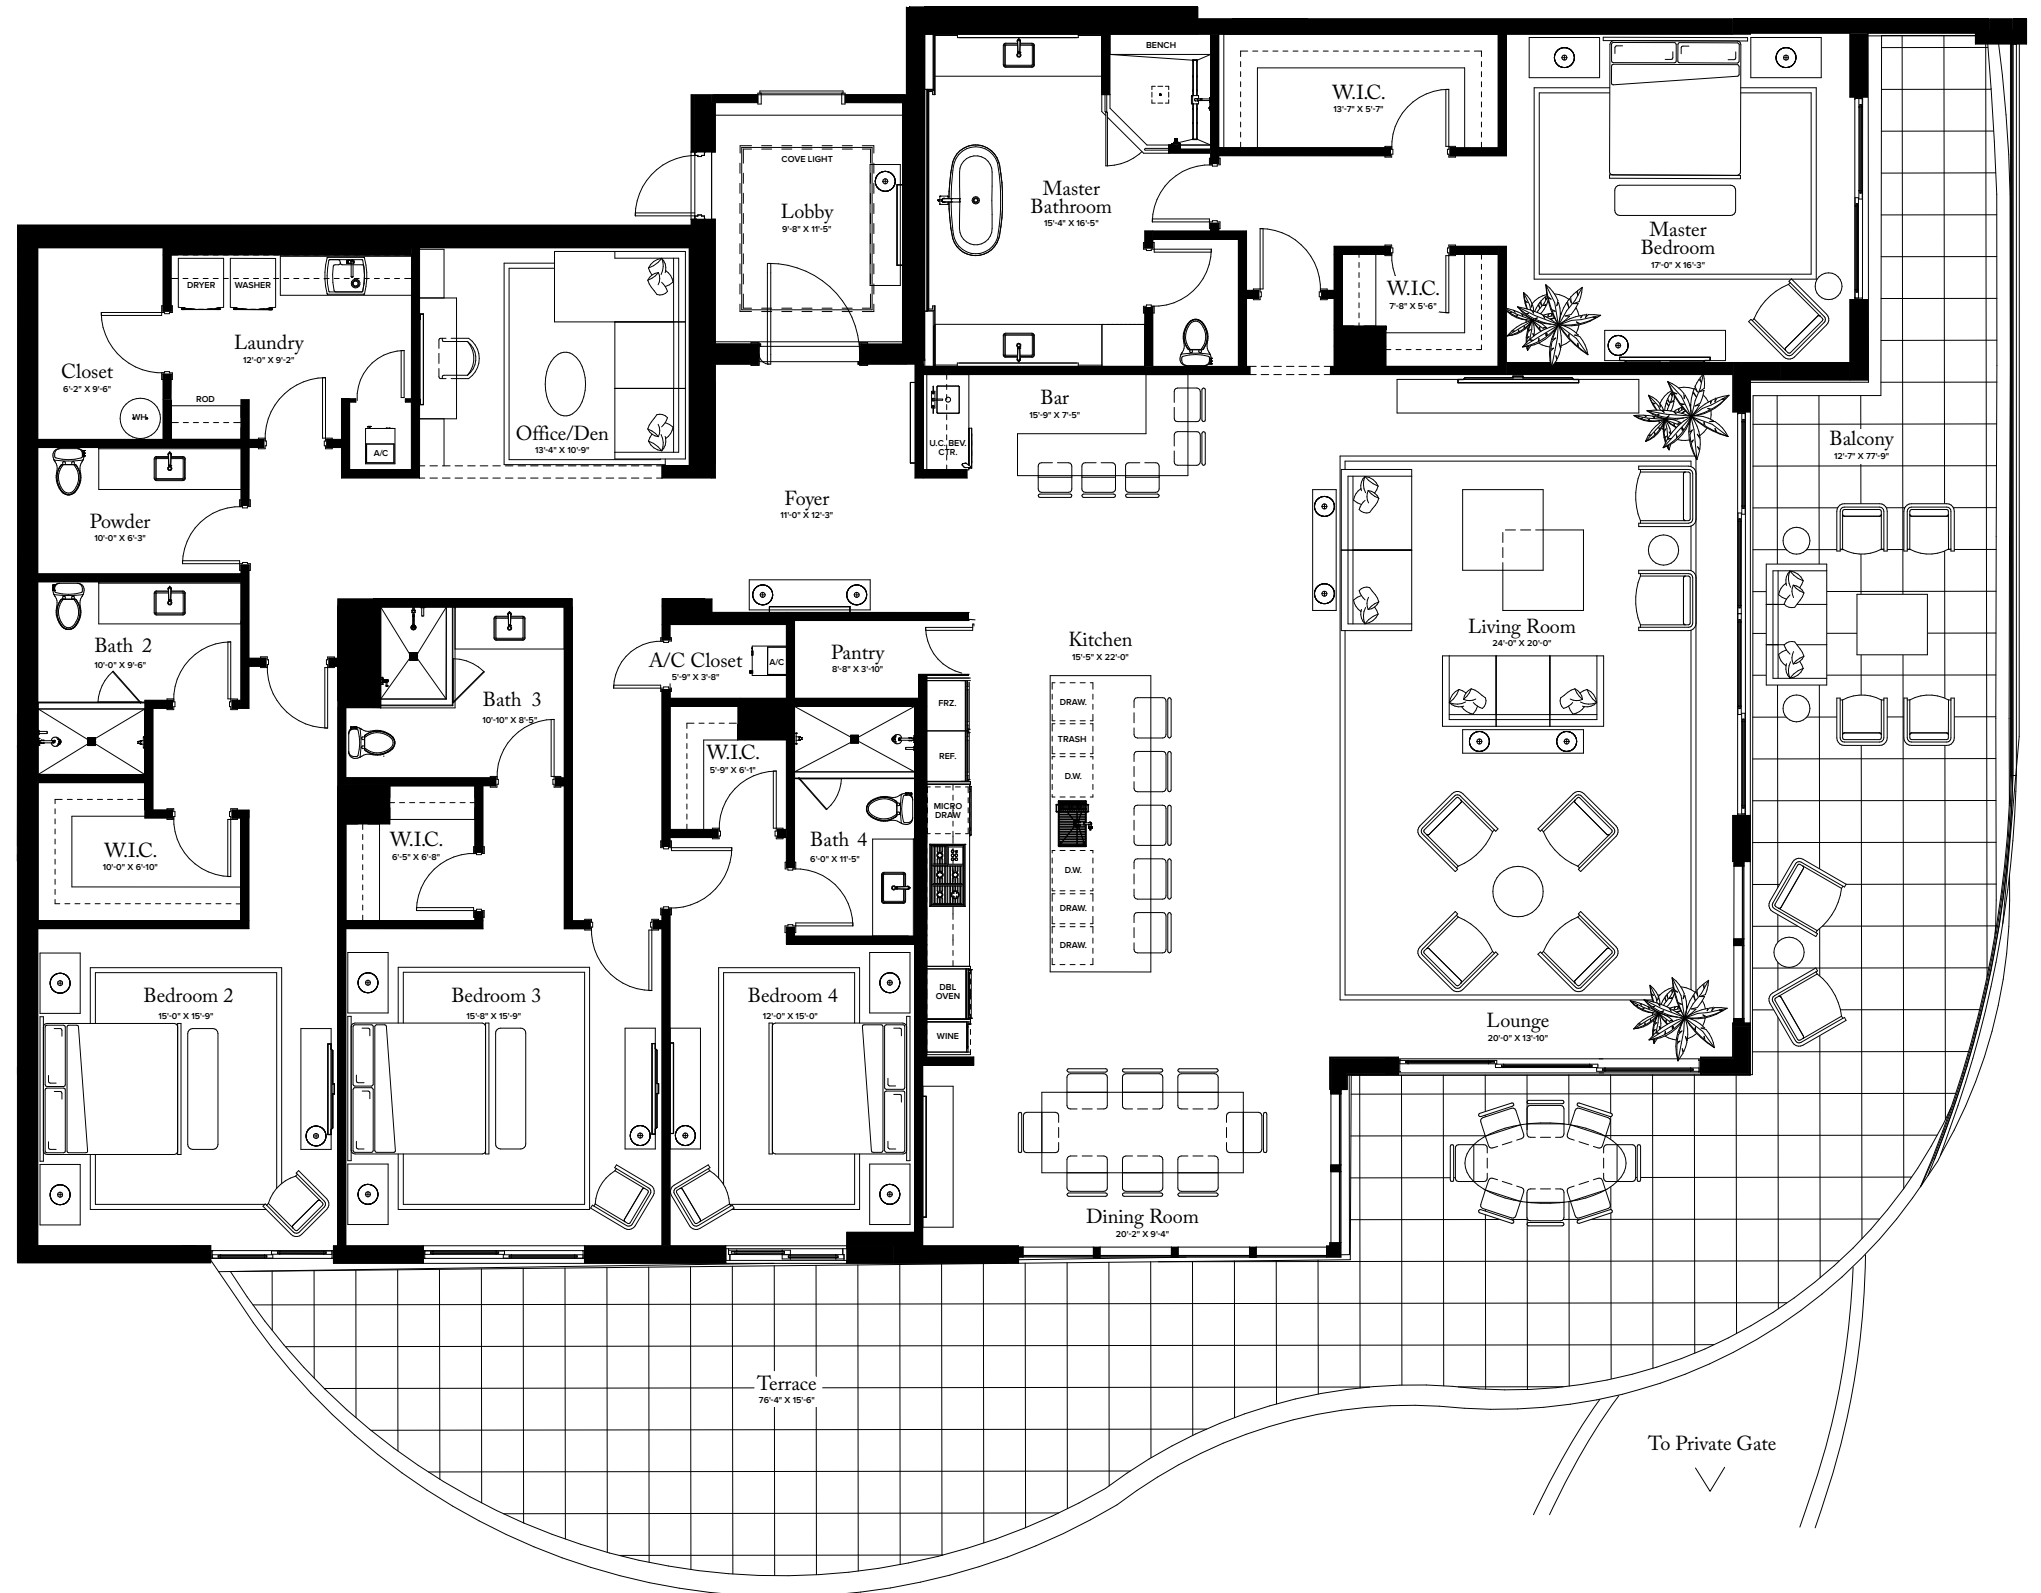 BENCH
W.I.C.
13'-7" X 5'-7"
COVE LIGHT
Lobby
9'-8" X 11'-5"
Master
Bathroom
15'-4" X 16'-5"
Master
Bedroom
17'-0" X 16'-3"
W.I.C.
7'-8" X 5'-6"
DRYER
WASHER
Laundry
12'-0" X 9'-2"
Closet
6'-2" X 9'-6"
WH
ROD
A/C
Office/Den
13'-4" X 10'-9"
Bar
15'-9" X 7'-5"
U.C. BEV.
CTR.
Balcony
12'-7" X 77'-9"
Powder
10'-0" X 6'-3"
Foyer
11'-0" X 12'-3"
Living Room
24'-0" X 20'-0"
Kitchen
15'-5" X 22'-0"
Bath 2
10'-0" X 9'-6"
Bath 3
10'-10" X 8'-5"
A/C Closet
5'-9" X 3'-8"
A/C
Pantry
8'-8" X 3'-10"
FRZ.
REF.
MICRO
DRAW
DBL
OVEN
WINE
DRAW.
TRASH
D.W.
D.W.
DRAW.
DRAW.
W.I.C.
5'-9" X 6'-1"
W.I.C.
10'-0" X 6'-10"
W.I.C.
6'-5" X 6'-8"
Bath 4
6'-0" X 11'-5"
Bedroom 2
15'-0" X 15'-9"
Bedroom 3
15'-8" X 15'-9"
Bedroom 4
12'-0" X 15'-0"
Lounge
20'-0" X 13'-10"
Dining Room
20'-2" X 9'-4"
Terrace
76'-4" X 15'-6"
To Private Gate